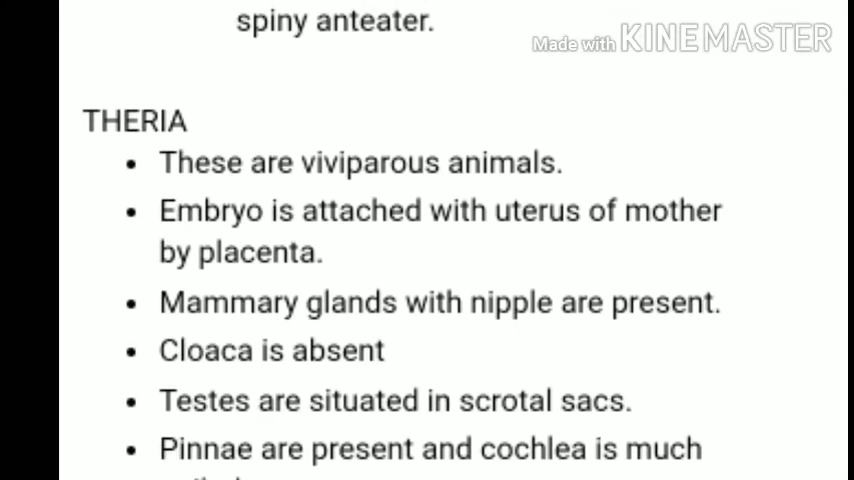 spiny anteater.
Made with KINEMASTER
THERIA
• These are viviparous animals.
• Embryo is attached with uterus of mother
by placenta.
• Mammary glands with nipple are present.
• Cloaca is absent
• Testes are situated in scrotal sacs.
• Pinnae are present and cochlea is much